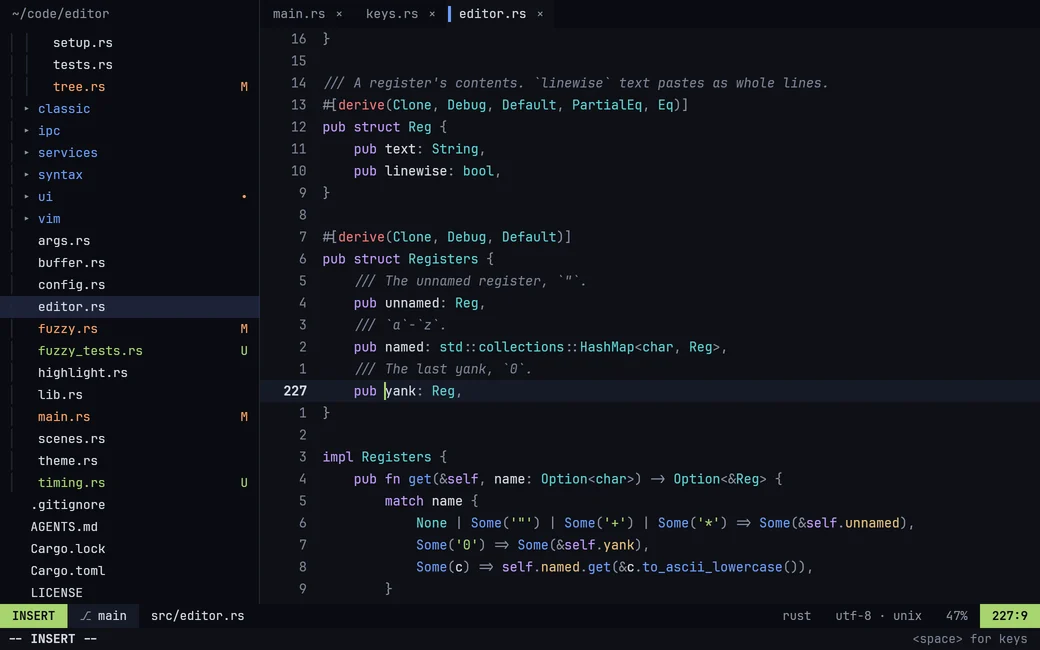 ~/code/editor
setup.rs
tests.rs
tree.rs M
▸ classic
▸ ipc
▸ services
▸ syntax
▸ ui •
▸ vim
args.rs
buffer.rs
config.rs
editor.rs
fuzzy.rs M
fuzzy_tests.rs U
highlight.rs
lib.rs
main.rs M
scenes.rs
theme.rs
timing.rs U
.gitignore
AGENTS.md
Cargo.lock
Cargo.toml
LICENSE
main.rs × keys.rs × editor.rs ×
16 }
15
14 /// A register's contents. `linewise` text pastes as whole lines.
13 #[derive(Clone, Debug, Default, PartialEq, Eq)]
12 pub struct Reg {
11     pub text: String,
10     pub linewise: bool,
9 }
8
7 #[derive(Clone, Debug, Default)]
6 pub struct Registers {
5     /// The unnamed register, `"`.
4     pub unnamed: Reg,
3     /// `a`-`z`.
2     pub named: std::collections::HashMap<char, Reg>,
1     /// The last yank, `0`.
227     pub yank: Reg,
1 }
2
3 impl Registers {
4     pub fn get(&self, name: Option<char>) -> Option<&Reg> {
5         match name {
6             None | Some('"') | Some('+') | Some('*') => Some(&self.unnamed),
7             Some('0') => Some(&self.yank),
8             Some(c) => self.named.get(&c.to_ascii_lowercase()),
9         }
INSERT ⎇ main src/editor.rs rust utf-8 · unix 47% 227:9
-- INSERT -- <space> for keys